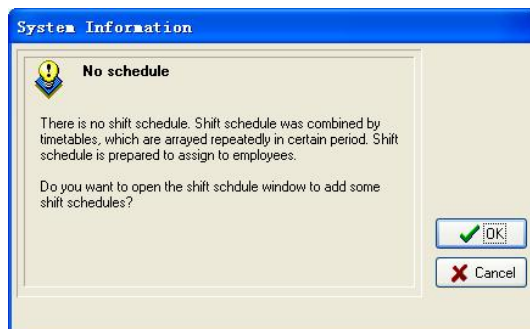 System Information
No schedule
There is no shift schedule. Shift schedule was combined by
timetables, which are arrayed repeatedly in certain period. Shift
schedule is prepared to assign to employees.
Do you want to open the shift schdule window to add some
shift schedules?
OK
Cancel